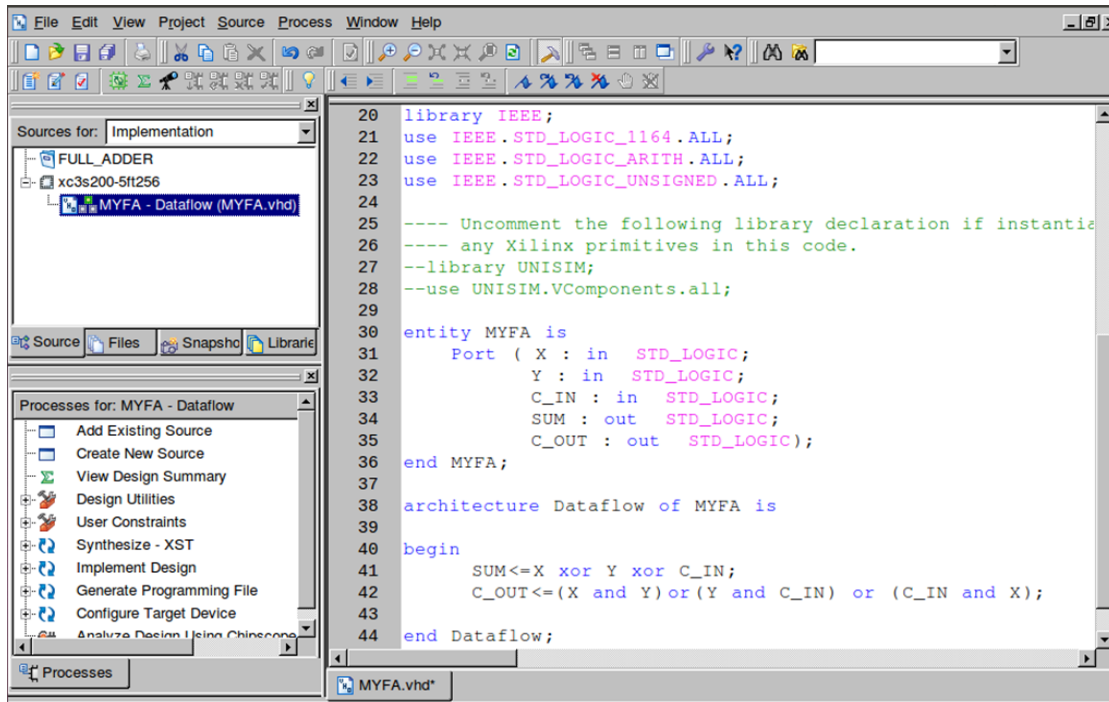 File Edit View Project Source Process Window Help
Sources for: Implementation
FULL_ADDER
xc3s200-5ft256
MYFA - Dataflow (MYFA.vhd)
Source Files Snapsho Librarie
Processes for: MYFA - Dataflow
Add Existing Source
Create New Source
View Design Summary
Design Utilities
User Constraints
Synthesize - XST
Implement Design
Generate Programming File
Configure Target Device
Analyze Design Using Chipscope
Processes
20 library IEEE;
21 use IEEE.STD_LOGIC_1164.ALL;
22 use IEEE.STD_LOGIC_ARITH.ALL;
23 use IEEE.STD_LOGIC_UNSIGNED.ALL;
24
25 ---- Uncomment the following library declaration if instantia
26 ---- any Xilinx primitives in this code.
27 --library UNISIM;
28 --use UNISIM.VComponents.all;
29
30 entity MYFA is
31 Port ( X : in STD_LOGIC;
32 Y : in STD_LOGIC;
33 C_IN : in STD_LOGIC;
34 SUM : out STD_LOGIC;
35 C_OUT : out STD_LOGIC);
36 end MYFA;
37
38 architecture Dataflow of MYFA is
39
40 begin
41 SUM<=X xor Y xor C_IN;
42 C_OUT<=(X and Y)or(Y and C_IN) or (C_IN and X);
43
44 end Dataflow;
MYFA.vhd*